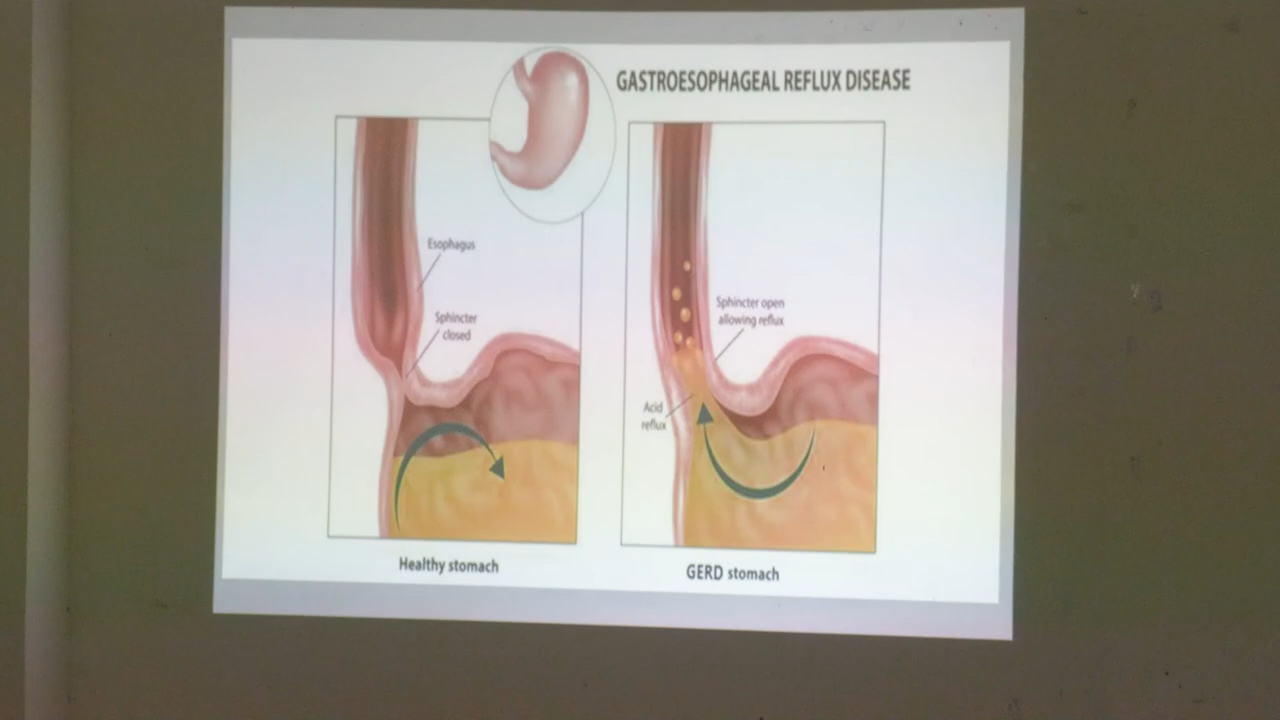 GASTROESOPHAGEAL REFLUX DISEASE
Esophagus
Sphincter
closed
Healthy stomach
Sphincter open
allowing reflux
Acid
reflux
GERD stomach